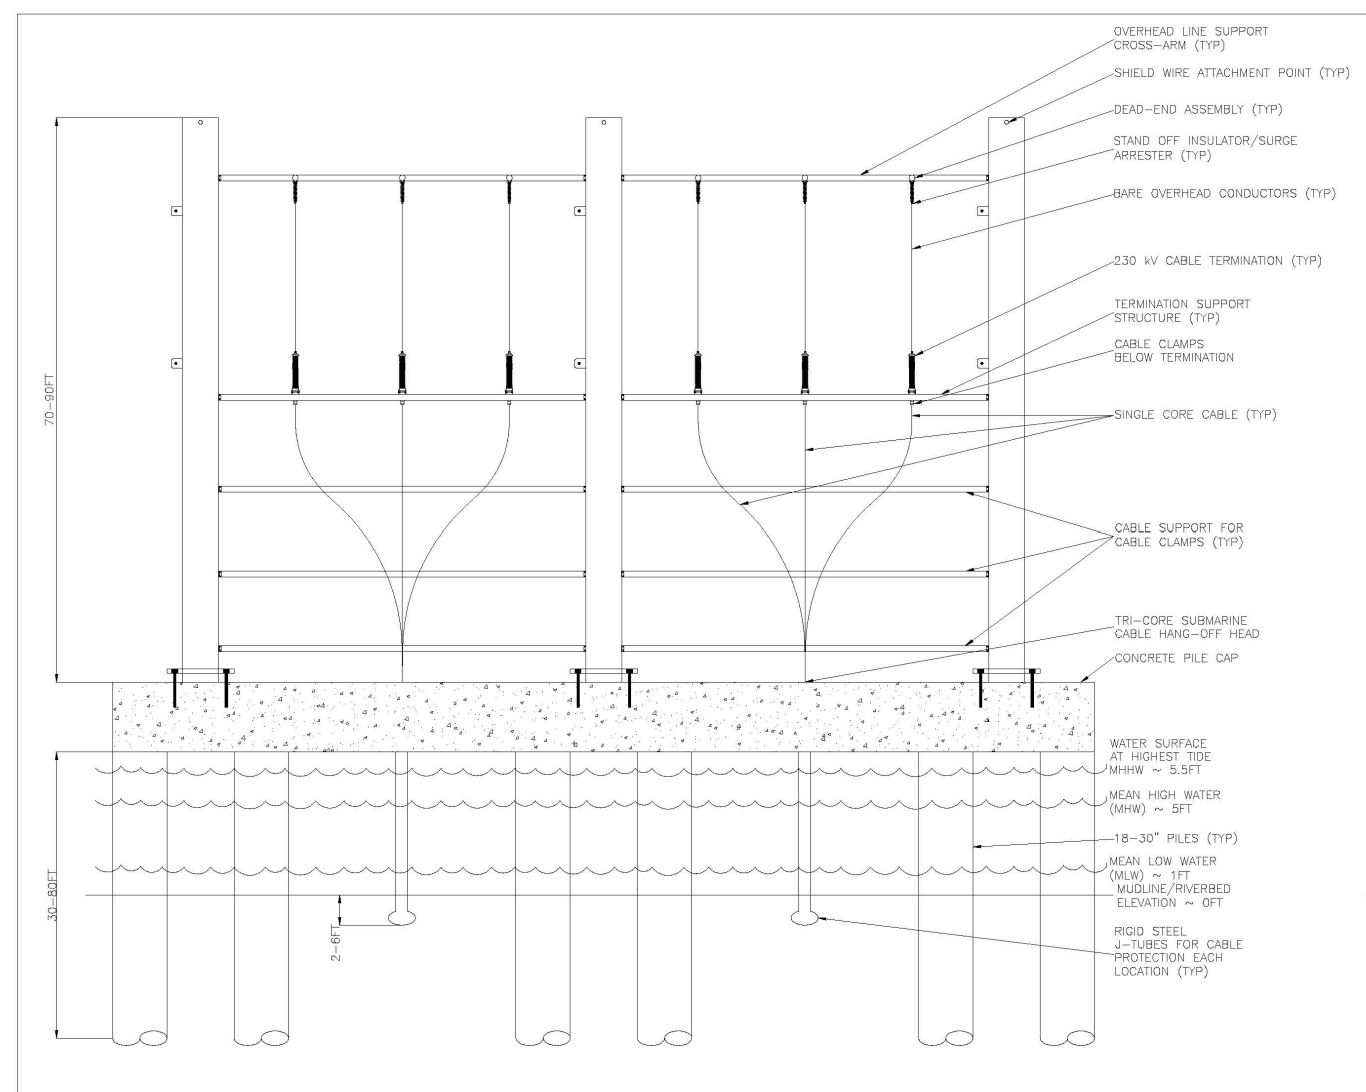 OVERHEAD LINE SUPPORT
CROSS-ARM (TYP)
SHIELD WIRE ATTACHMENT POINT (TYP)
DEAD-END ASSEMBLY (TYP)
STAND OFF INSULATOR/SURGE
ARRESTER (TYP)
BARE OVERHEAD CONDUCTORS (TYP)
230 kV CABLE TERMINATION (TYP)
TERMINATION SUPPORT
STRUCTURE (TYP)
CABLE CLAMPS
BELOW TERMINATION
70-90FT
SINGLE CORE CABLE (TYP)
CABLE SUPPORT FOR
CABLE CLAMPS (TYP)
TRI-CORE SUBMARINE
CABLE HANG-OFF HEAD
CONCRETE PILE CAP
WATER SURFACE
AT HIGHEST TIDE
MHHW ~ 5.5FT
MEAN HIGH WATER
(MHW) ~ 5FT
18-30" PILES (TYP)
MEAN LOW WATER
(MLW) ~ 1FT
MUDLINE/RIVERBED
ELEVATION ~ 0FT
30-80FT
2-6FT
RIGID STEEL
J-TUBES FOR CABLE
PROTECTION EACH
LOCATION (TYP)